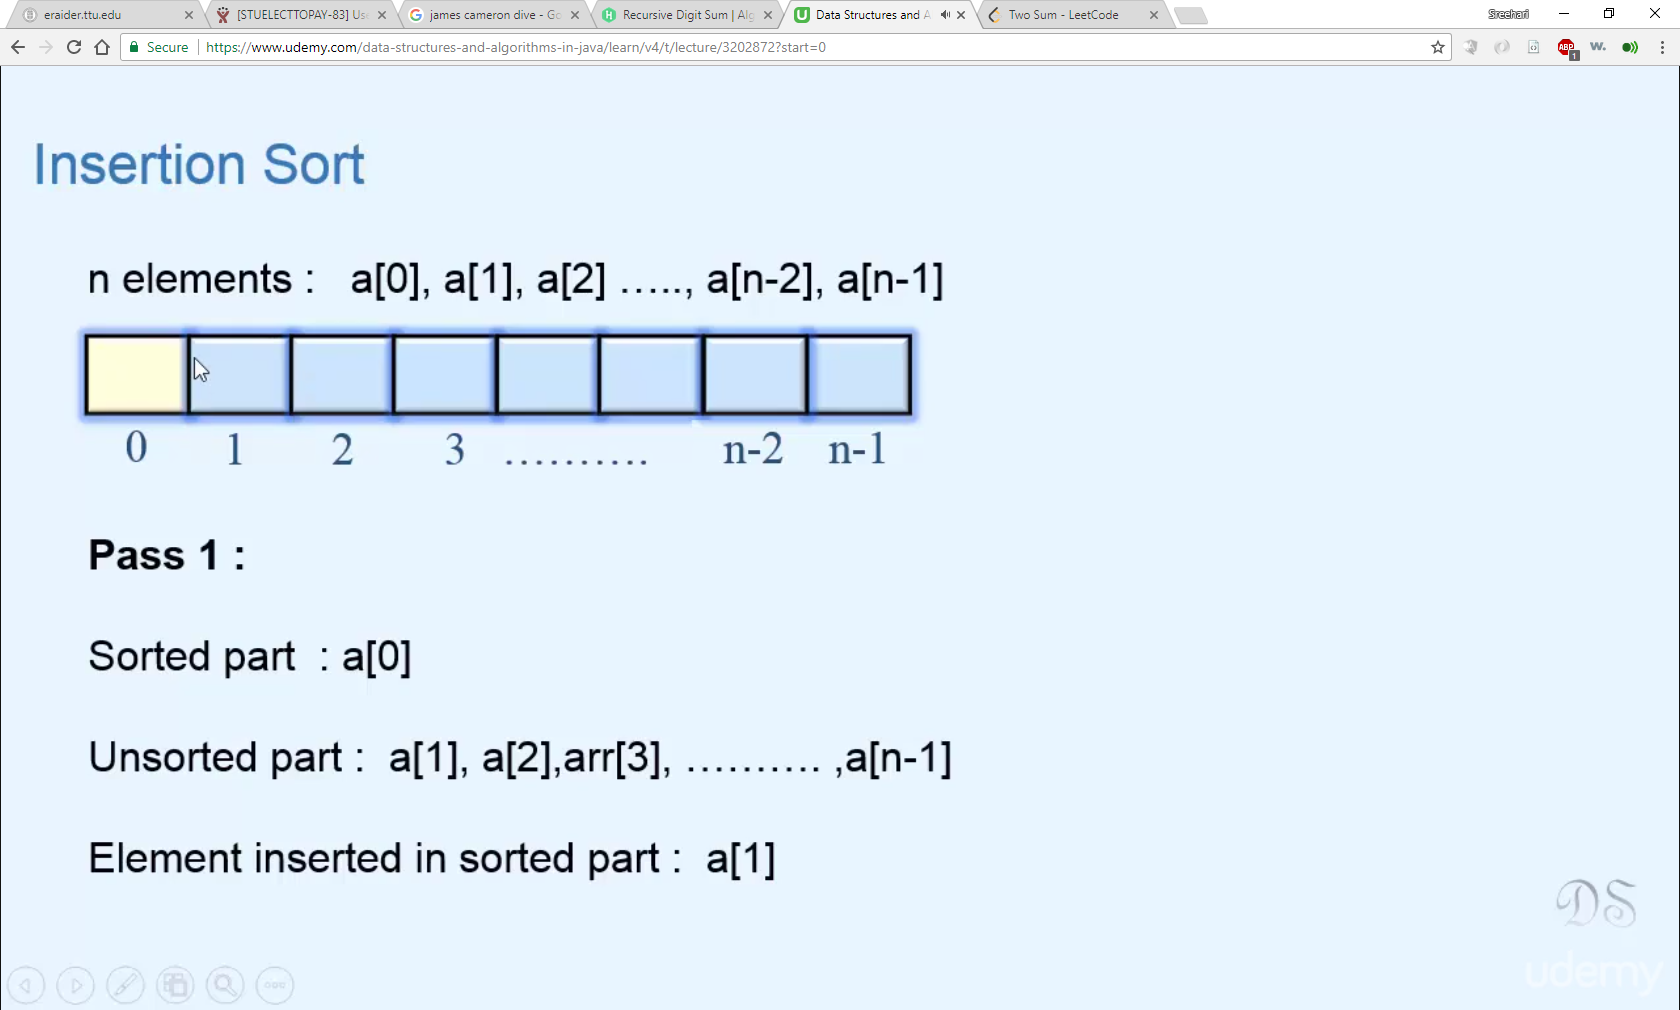 eraider.ttu.edu
[STUELECTTOPAY-83] Us
james cameron dive - Go
Recursive Digit Sum | Alg
Data Structures and A
Two Sum - LeetCode
Sreehari
Secure
https://www.udemy.com/data-structures-and-algorithms-in-java/learn/v4/t/lecture/3202872?start=0
ABP
1
w.
Insertion Sort
n elements : a[0], a[1], a[2] ....., a[n-2], a[n-1]
0 1 2 3 .......... n-2 n-1
Pass 1 :
Sorted part : a[0]
Unsorted part : a[1], a[2],arr[3], .......... ,a[n-1]
Element inserted in sorted part : a[1]
DS
udemy